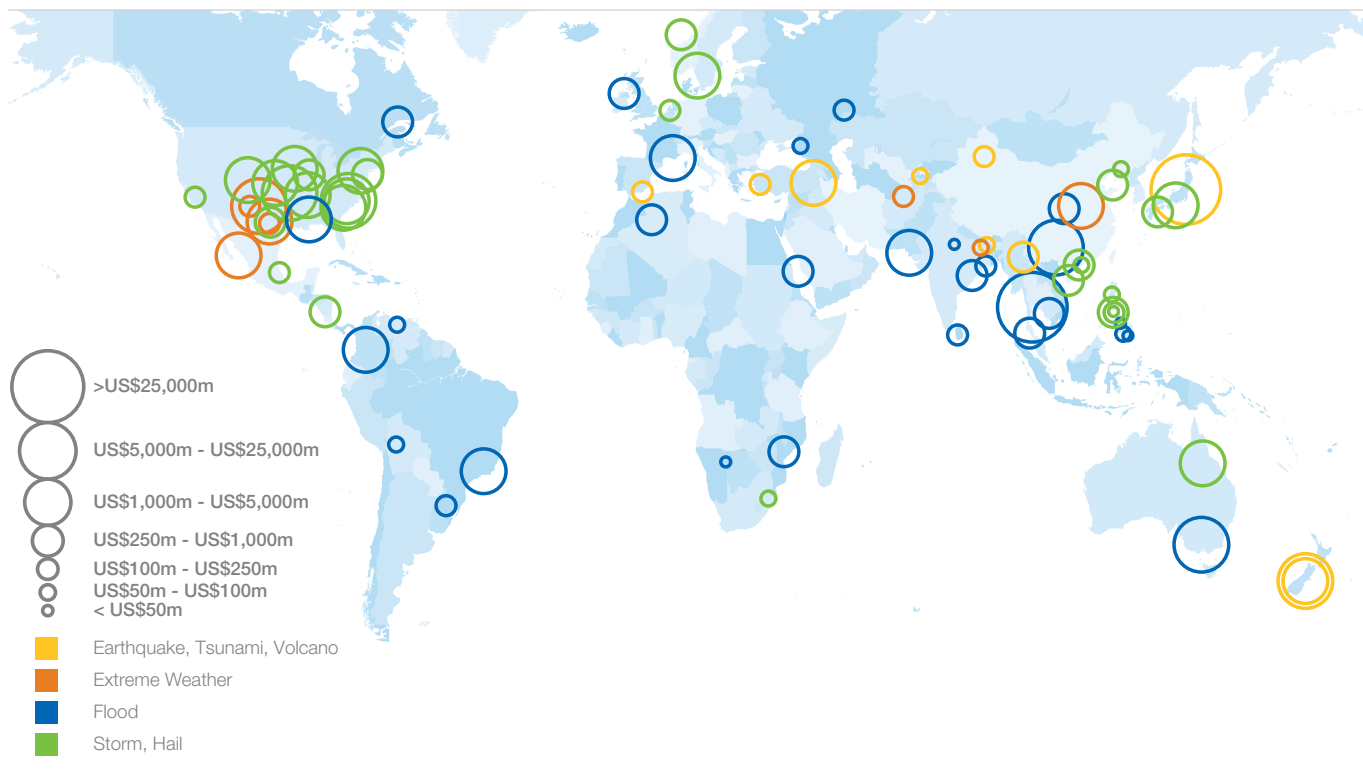 >US$25,000m
US$5,000m - US$25,000m
US$1,000m - US$5,000m
US$250m - US$1,000m
US$100m - US$250m
US$50m - US$100m
< US$50m
Earthquake, Tsunami, Volcano
Extreme Weather
Flood
Storm, Hail